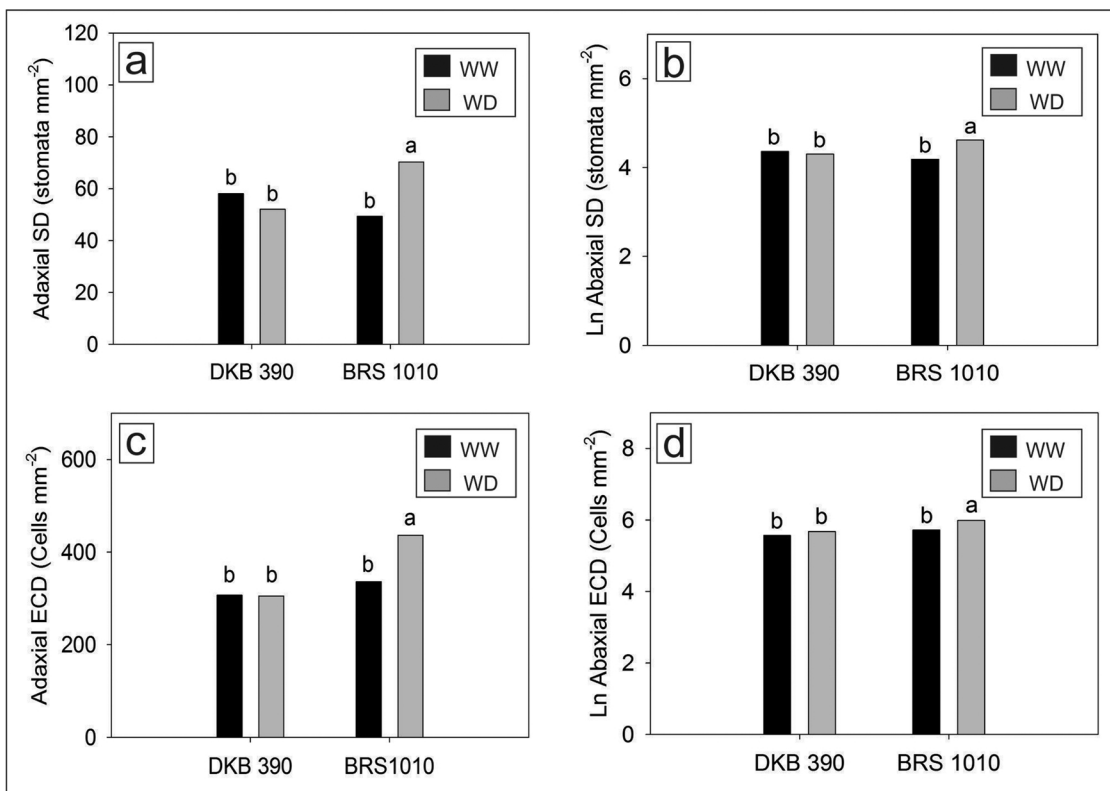 a
Adaxial SD (stomata mm-2)
120
100
80
60
40
20
0
WW
WD
b
b
b
a
DKB 390
BRS 1010
b
Ln Abaxial SD (stomata mm-2)
6
4
2
0
WW
WD
b
b
b
a
DKB 390
BRS 1010
c
Adaxial ECD (Cells mm-2)
600
400
200
0
WW
WD
b
b
b
a
DKB 390
BRS1010
d
Ln Abaxial ECD (Cells mm-2)
8
6
4
2
0
WW
WD
b
b
b
a
DKB 390
BRS 1010